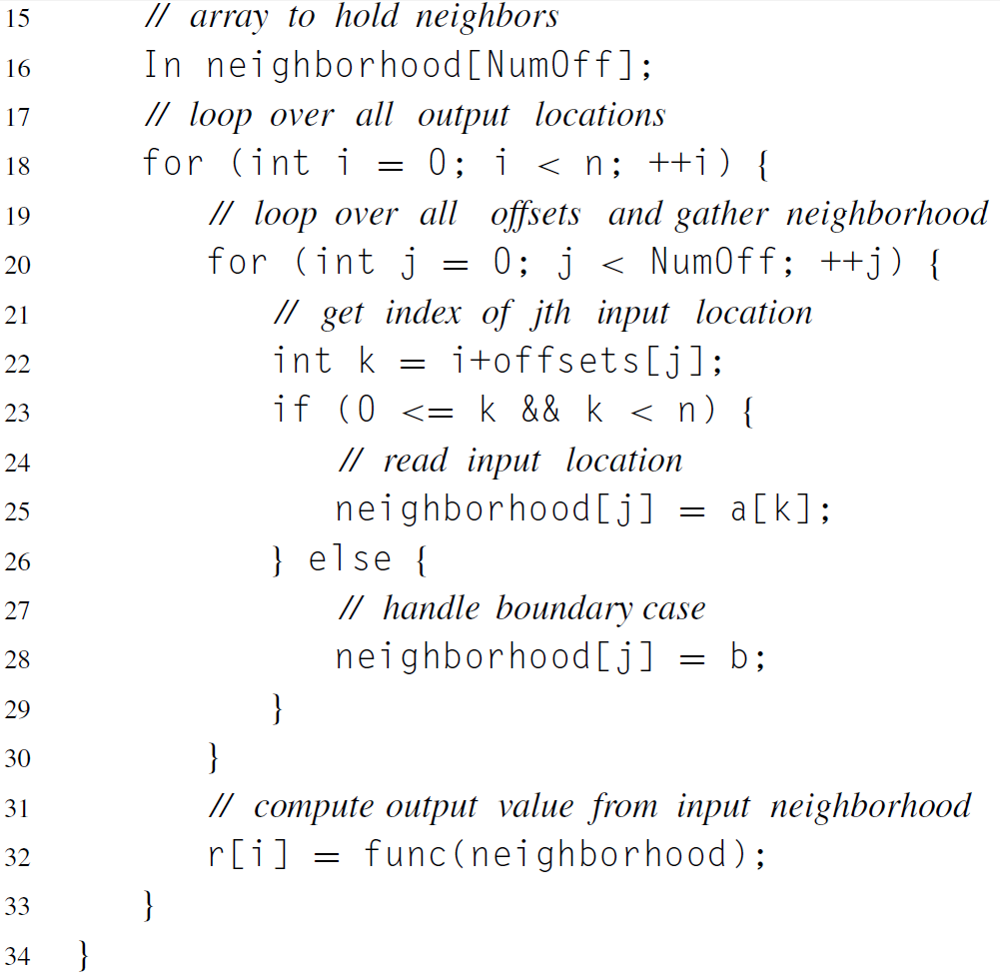 15 // array to hold neighbors
16 In neighborhood[NumOff];
17 // loop over all output locations
18 for (int i = 0; i < n; ++i) {
19 // loop over all offsets and gather neighborhood
20 for (int j = 0; j < NumOff; ++j) {
21 // get index of jth input location
22 int k = i+offsets[j];
23 if (0 <= k && k < n) {
24 // read input location
25 neighborhood[j] = a[k];
26 } else {
27 // handle boundary case
28 neighborhood[j] = b;
29 }
30 }
31 // compute output value from input neighborhood
32 r[i] = func(neighborhood);
33 }
34 }